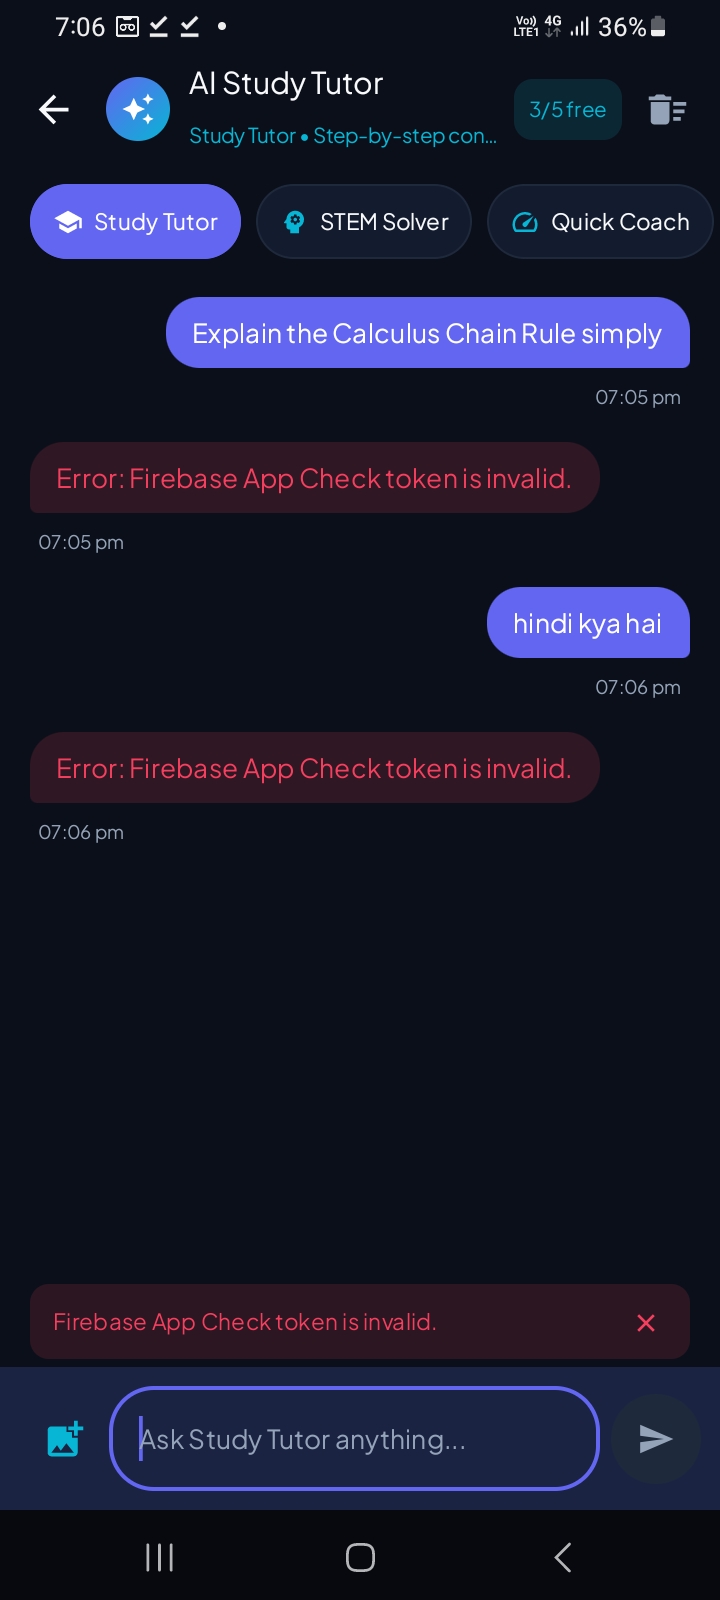 7:06
Vo)) LTE1 4G 36%
AI Study Tutor
Study Tutor • Step-by-step con...
3/5 free
Study Tutor
STEM Solver
Quick Coach
Explain the Calculus Chain Rule simply
07:05 pm
Error: Firebase App Check token is invalid.
07:05 pm
hindi kya hai
07:06 pm
Error: Firebase App Check token is invalid.
07:06 pm
Firebase App Check token is invalid.
Ask Study Tutor anything...